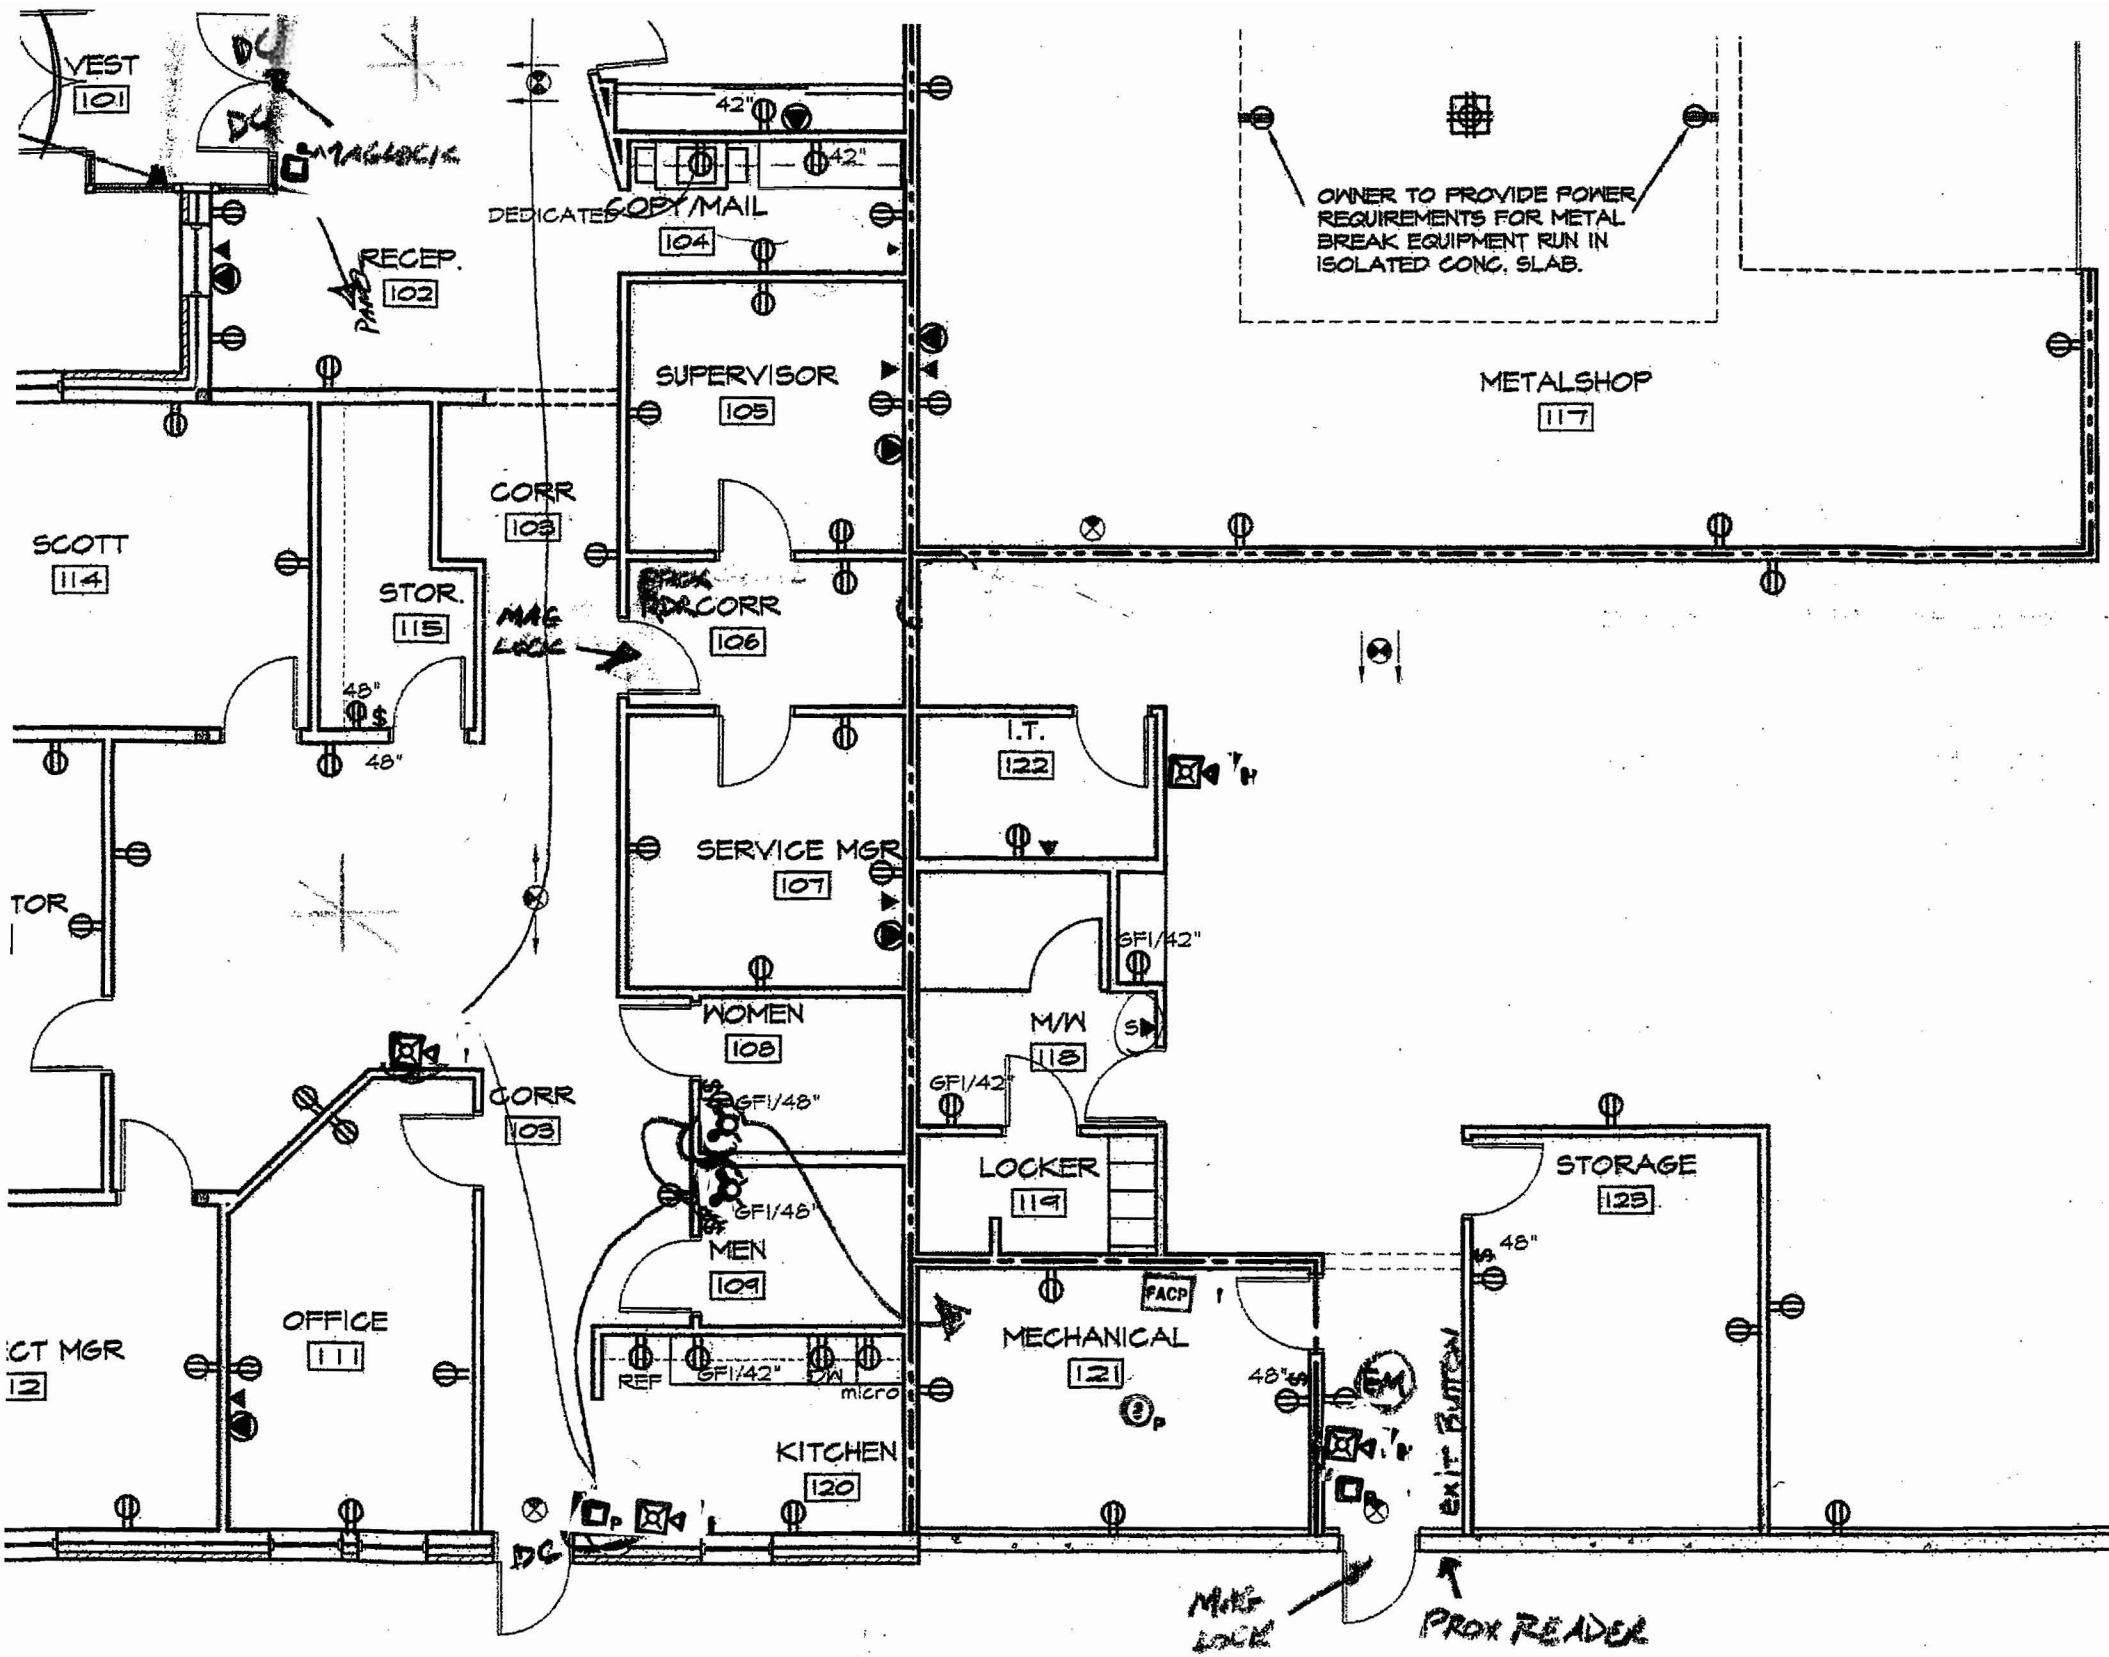 VEST
101
DC
DC
MAGLOCK
42"
42"
DEDICATED
COPY/MAIL
104
RECEP.
102
OWNER TO PROVIDE POWER
REQUIREMENTS FOR METAL
BREAK EQUIPMENT RUN IN
ISOLATED CONC. SLAB.
SUPERVISOR
105
METALSHOP
117
CORR
103
SCOTT
114
STOR.
115
MAG
LOCK
CORR
106
48"
$
48"
I.T.
122
H
SERVICE MGR
107
TOR
GFI/42"
WOMEN
108
M/W
118
S
GFI/42"
CORR
103
GFI/48"
LOCKER
119
STORAGE
123
GFI/48"
MEN
109
$ 48"
FACP
OFFICE
111
MECHANICAL
121
CT MGR
12
REF
GFI/42"
DW
micro
48"$
EM
exit BUTTON
2
P
H
KITCHEN
120
P
DC
MAG
LOCK
PROX READER